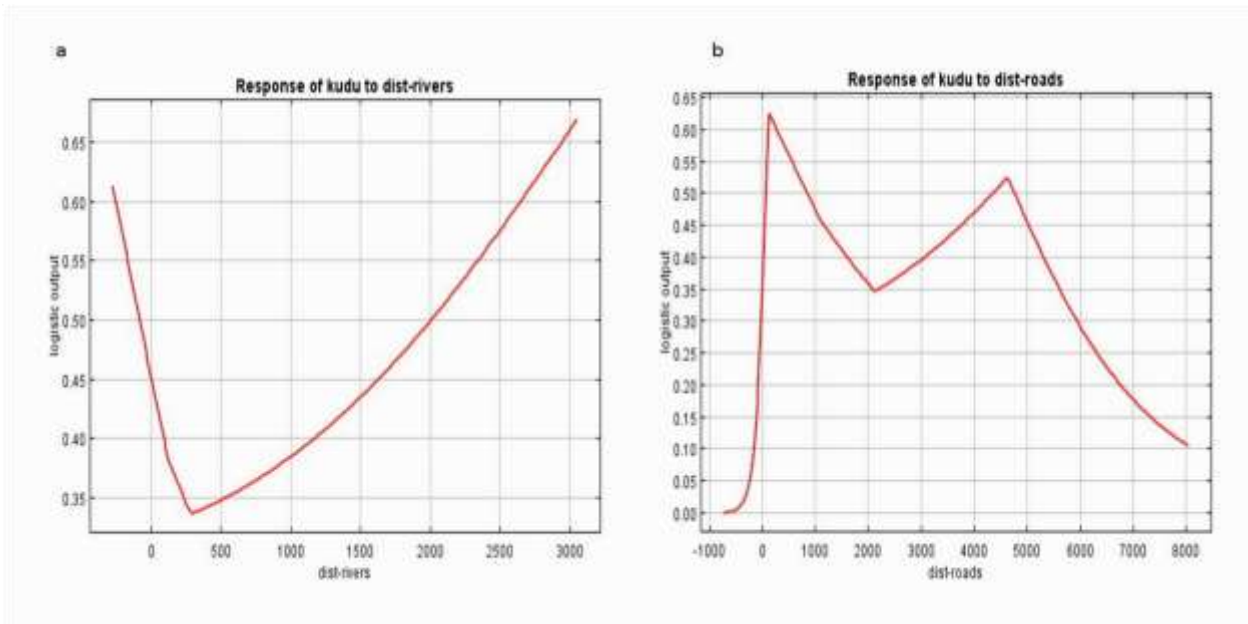 a
Response of kudu to dist-rivers
logistic output
0.65
0.60
0.55
0.50
0.45
0.40
0.35
0 500 1000 1500 2000 2500 3000
dist-rivers
b
Response of kudu to dist-roads
logistic output
0.65
0.60
0.55
0.50
0.45
0.40
0.35
0.30
0.25
0.20
0.15
0.10
0.05
0.00
-1000 0 1000 2000 3000 4000 5000 6000 7000 8000
dist-roads